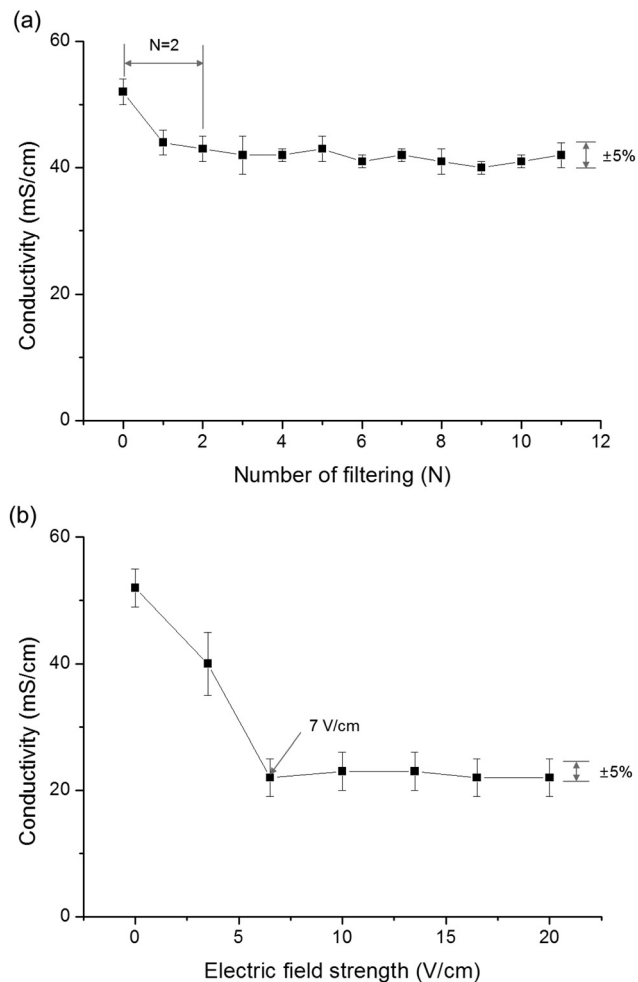 (a)
N=2
60
40
20
0
±5%
Conductivity (mS/cm)
0 2 4 6 8 10 12
Number of filtering (N)
(b)
60
40
20
0
7 V/cm
±5%
Conductivity (mS/cm)
0 5 10 15 20
Electric field strength (V/cm)